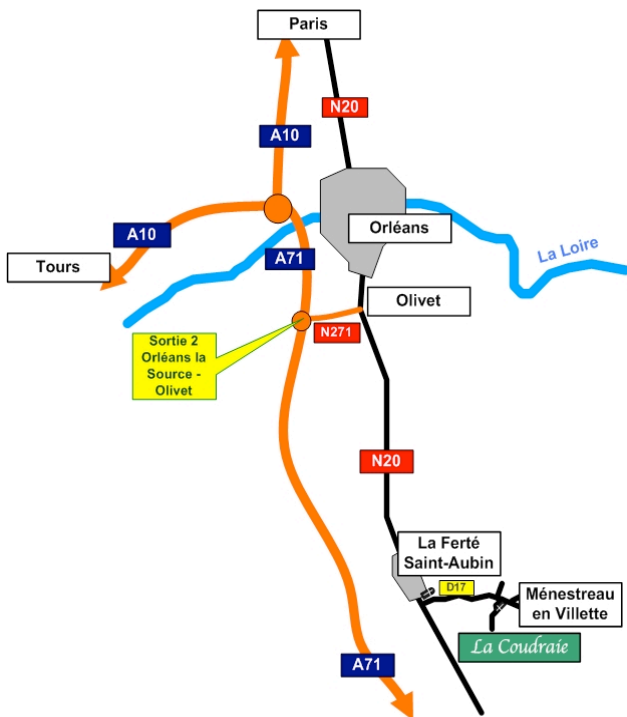 Paris
N20
A10
Orléans
A10
A71
La Loire
Tours
Olivet
N271
Sortie 2
Orléans la
Source -
Olivet
N20
La Ferté
Saint-Aubin
D17
Ménestreau
en Villette
La Coudraie
A71